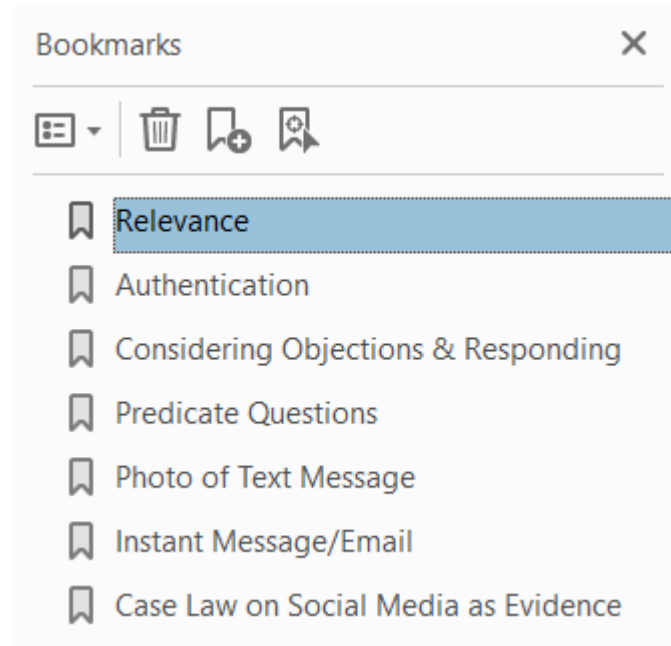 Bookmarks
Relevance
Authentication
Considering Objections & Responding
Predicate Questions
Photo of Text Message
Instant Message/Email
Case Law on Social Media as Evidence